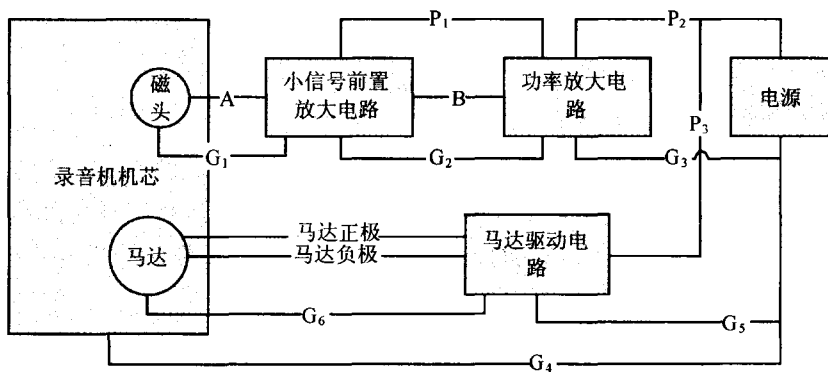 P₁
P₂
磁
头
A
小信号前置
放大电路
B
功率放大电
路
电源
P₃
G₁
G₂
G₃
录音机机芯
马达
马达正极
马达负极
马达驱动电
路
G₆
G₅
G₄